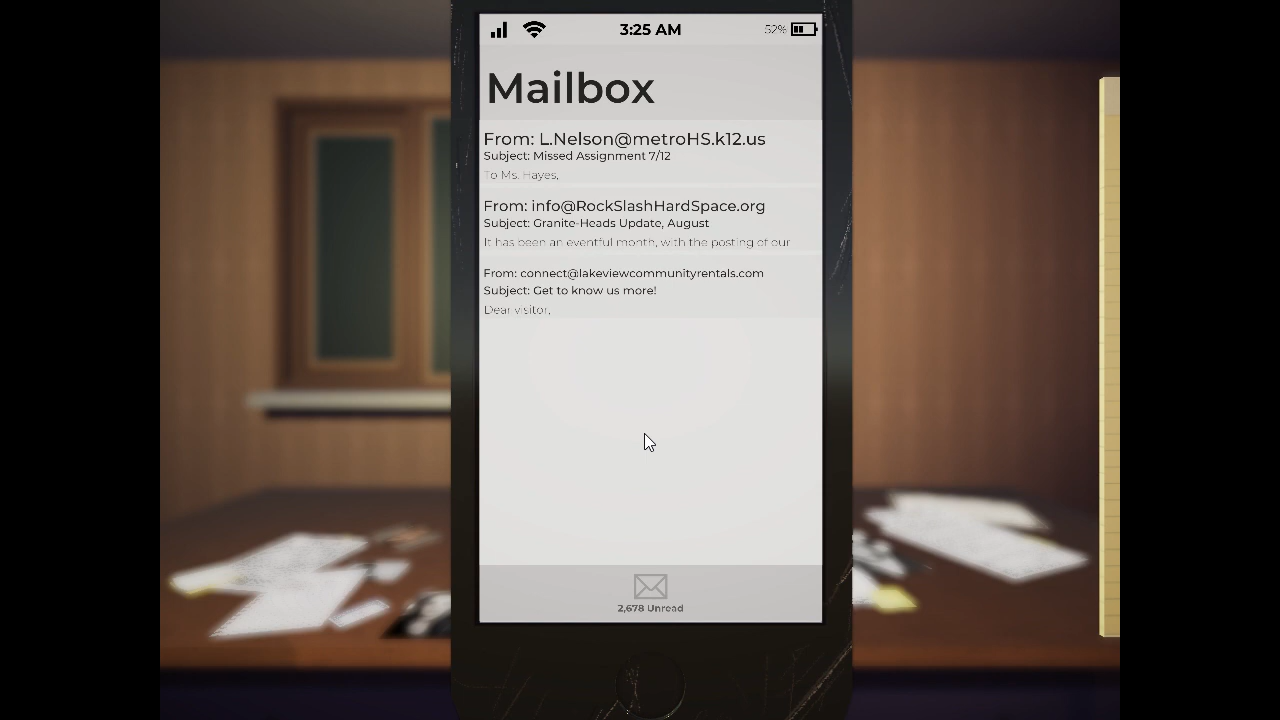 3:25 AM
52%
Mailbox
From: L.Nelson@metroHS.k12.us
Subject: Missed Assignment 7/12
To Ms. Hayes,
From: info@RockSlashHardSpace.org
Subject: Granite-Heads Update, August
It has been an eventful month, with the posting of our
From: connect@lakeviewcommunityrentals.com
Subject: Get to know us more!
Dear visitor,
2,678 Unread